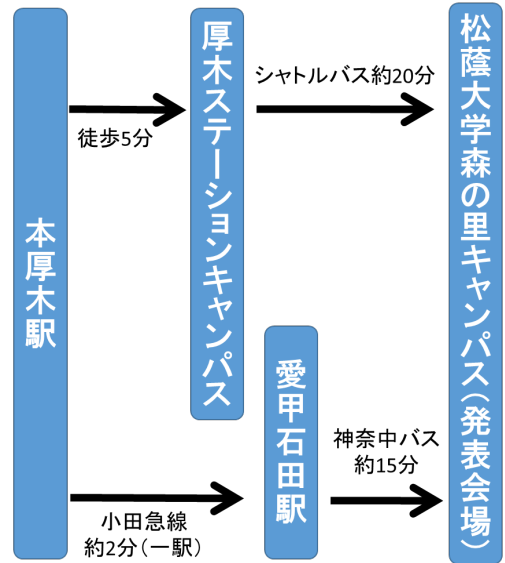 本厚木駅
徒歩5分
厚木ステーションキャンパス
シャトルバス約20分
松蔭大学森の里キャンパス(発表会場)
小田急線
約2分(一駅)
愛甲石田駅
神奈中バス
約15分